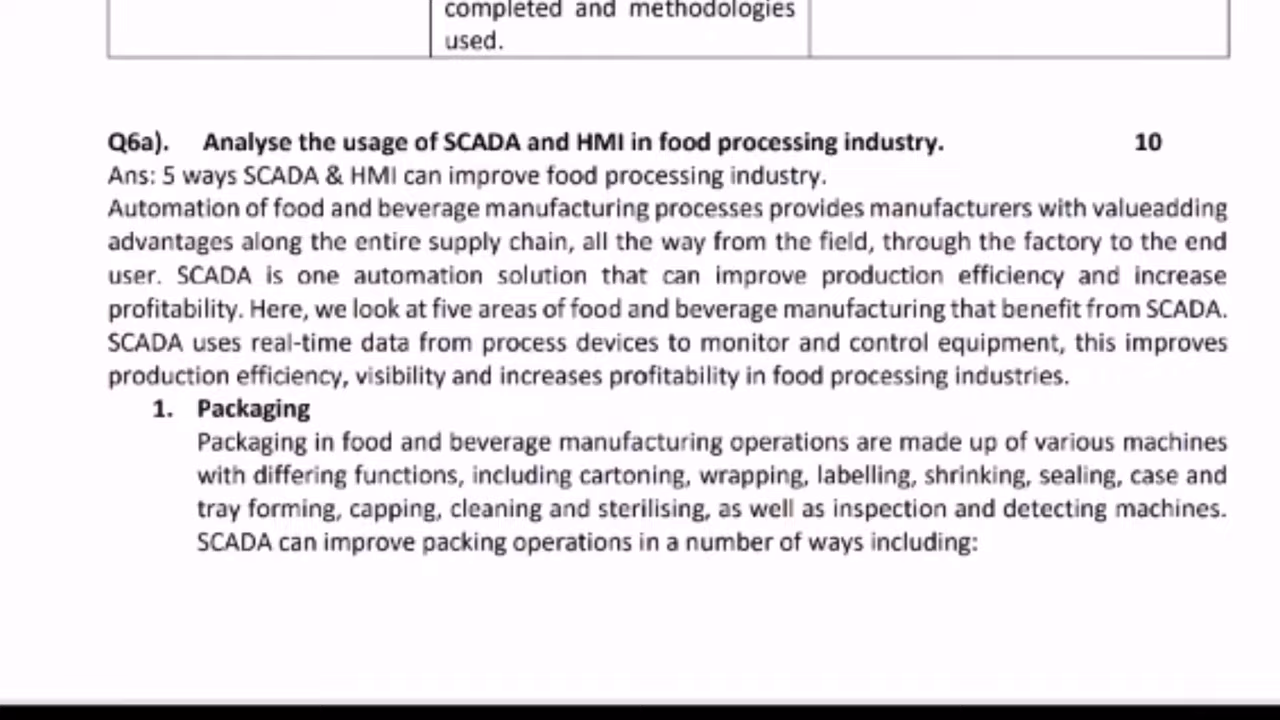 completed and methodologies
used.
Q6a). Analyse the usage of SCADA and HMI in food processing industry. 10
Ans: 5 ways SCADA & HMI can improve food processing industry.
Automation of food and beverage manufacturing processes provides manufacturers with valueadding
advantages along the entire supply chain, all the way from the field, through the factory to the end
user. SCADA is one automation solution that can improve production efficiency and increase
profitability. Here, we look at five areas of food and beverage manufacturing that benefit from SCADA.
SCADA uses real-time data from process devices to monitor and control equipment, this improves
production efficiency, visibility and increases profitability in food processing industries.
1. Packaging
Packaging in food and beverage manufacturing operations are made up of various machines
with differing functions, including cartoning, wrapping, labelling, shrinking, sealing, case and
tray forming, capping, cleaning and sterilising, as well as inspection and detecting machines.
SCADA can improve packing operations in a number of ways including: